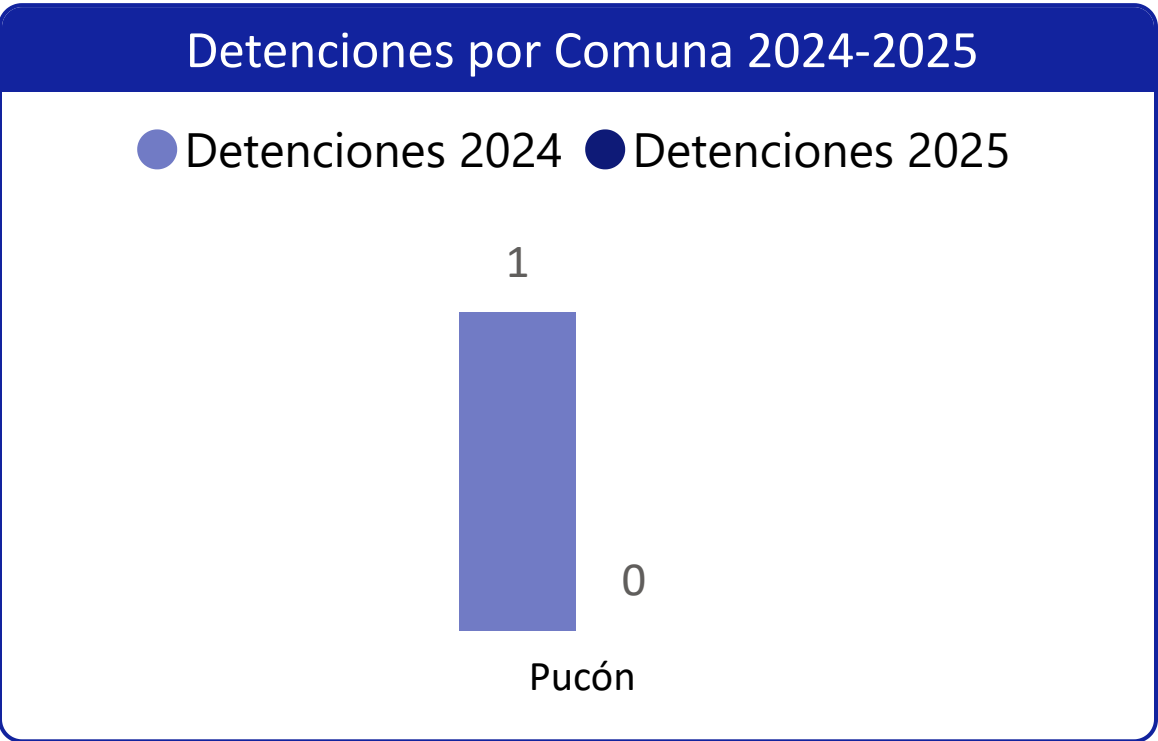 Detenciones por Comuna 2024-2025
Detenciones 2024 Detenciones 2025
1
0
Pucón